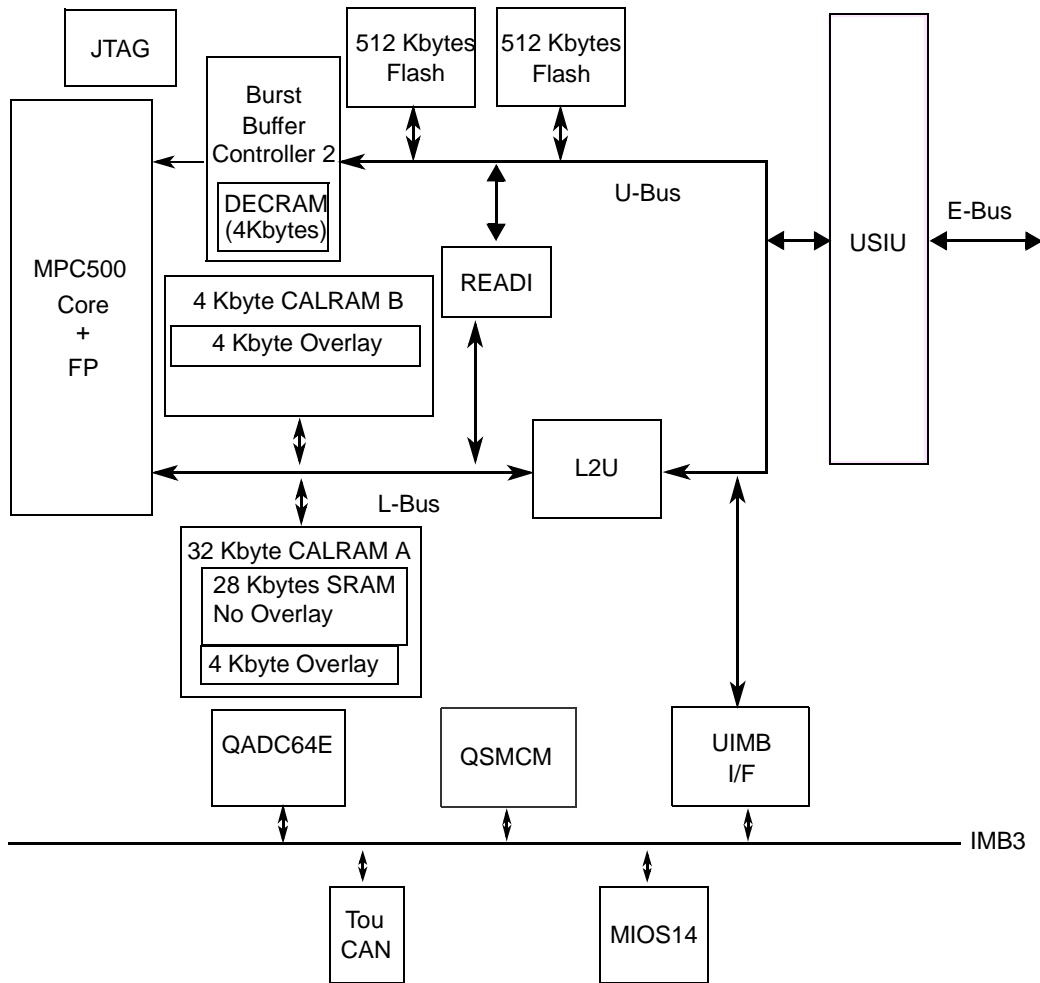 JTAG
512 Kbytes
Flash
512 Kbytes
Flash
Burst
Buffer
Controller 2
DECRAM
(4Kbytes)
U-Bus
E-Bus
USIU
MPC500
Core
+
FP
READI
4 Kbyte CALRAM B
4 Kbyte Overlay
L2U
L-Bus
32 Kbyte CALRAM A
28 Kbytes SRAM
No Overlay
4 Kbyte Overlay
QADC64E
QSMCM
UIMB
I/F
IMB3
Tou
CAN
MIOS14